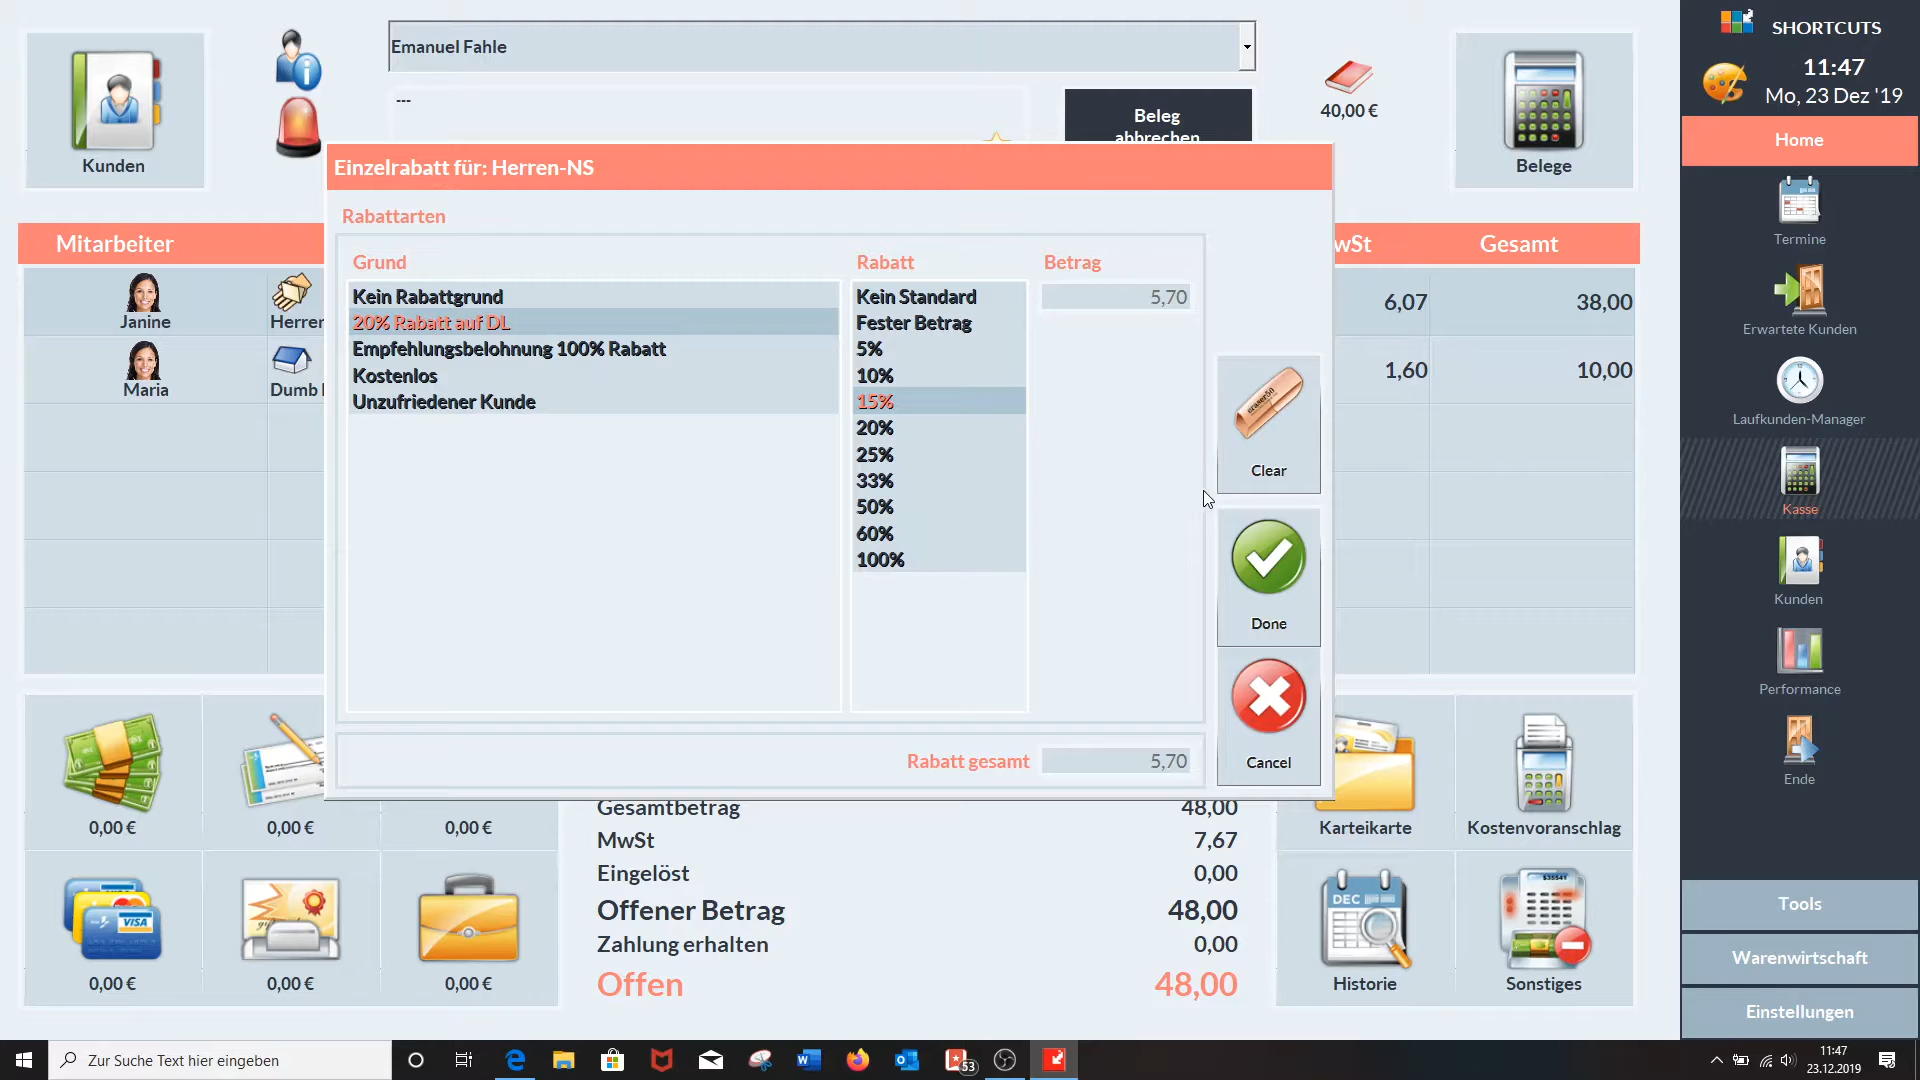 Emanuel Fahle
---
Beleg
abbrechen
40,00 €
Kunden
Belege
SHORTCUTS
11:47
Mo, 23 Dez '19
Home
Termine
Erwartete Kunden
Laufkunden-Manager
Kasse
Kunden
Performance
Ende
Tools
Warenwirtschaft
Einstellungen
Mitarbeiter
wSt
Gesamt
Janine
Herren
6,07
38,00
Maria
Dumb
1,60
10,00
Einzelrabatt für: Herren-NS
Rabattarten
Grund
Rabatt
Betrag
Kein Rabattgrund
20% Rabatt auf DL
Empfehlungsbelohnung 100% Rabatt
Kostenlos
Unzufriedener Kunde
Kein Standard
Fester Betrag
5%
10%
15%
20%
25%
33%
50%
60%
100%
5,70
eraser50
Clear
Done
Cancel
Rabatt gesamt
5,70
0,00 €
0,00 €
0,00 €
VISA
0,00 €
0,00 €
0,00 €
Gesamtbetrag
48,00
MwSt
7,67
Eingelöst
0,00
Offener Betrag
48,00
Zahlung erhalten
0,00
Offen
48,00
Karteikarte
Kostenvoranschlag
DEC
Historie
Sonstiges
Zur Suche Text hier eingeben
53
11:47
23.12.2019